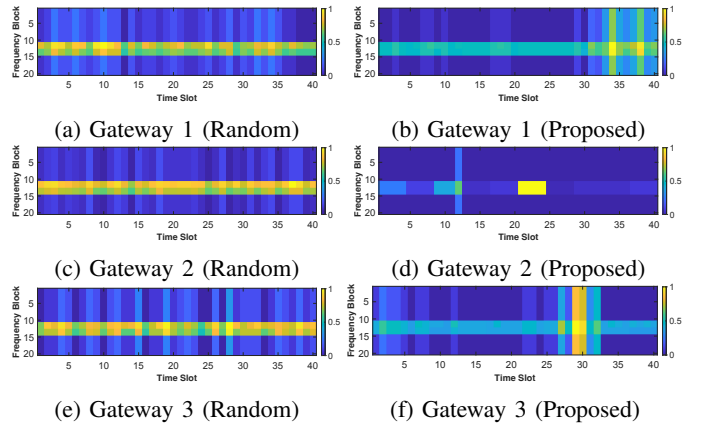 Frequency Block
5
10
15
20
5 10 15 20 25 30 35 40
Time Slot
1
0.5
0
(a) Gateway 1 (Random)
Frequency Block
5
10
15
20
5 10 15 20 25 30 35 40
Time Slot
1
0.5
0
(b) Gateway 1 (Proposed)
Frequency Block
5
10
15
20
5 10 15 20 25 30 35 40
Time Slot
1
0.5
0
(c) Gateway 2 (Random)
Frequency Block
5
10
15
20
5 10 15 20 25 30 35 40
Time Slot
1
0.5
0
(d) Gateway 2 (Proposed)
Frequency Block
5
10
15
20
5 10 15 20 25 30 35 40
Time Slot
1
0.5
0
(e) Gateway 3 (Random)
Frequency Block
5
10
15
20
5 10 15 20 25 30 35 40
Time Slot
1
0.5
0
(f) Gateway 3 (Proposed)